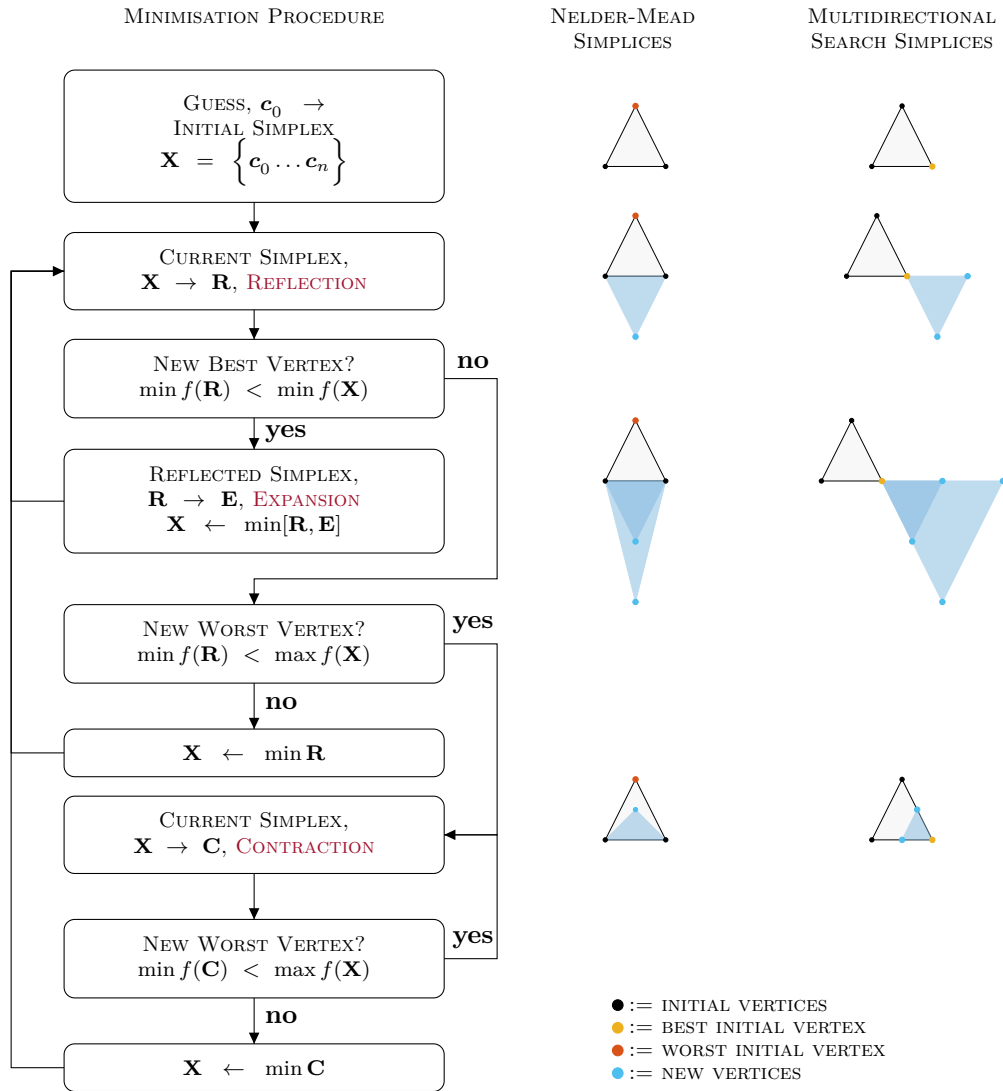 Minimisation Procedure
Nelder-Mead
Simplices
Multidirectional
Search Simplices
Guess, c₀ →
Initial Simplex
X = {c₀ … cₙ}
Current Simplex,
X → R, Reflection
New Best Vertex?
min f(R) < min f(X)
no
yes
Reflected Simplex,
R → E, Expansion
X ← min[R, E]
New Worst Vertex?
min f(R) < max f(X)
yes
no
X ← min R
Current Simplex,
X → C, Contraction
New Worst Vertex?
min f(C) < max f(X)
yes
no
X ← min C
:= initial vertices
:= best initial vertex
:= worst initial vertex
:= new vertices